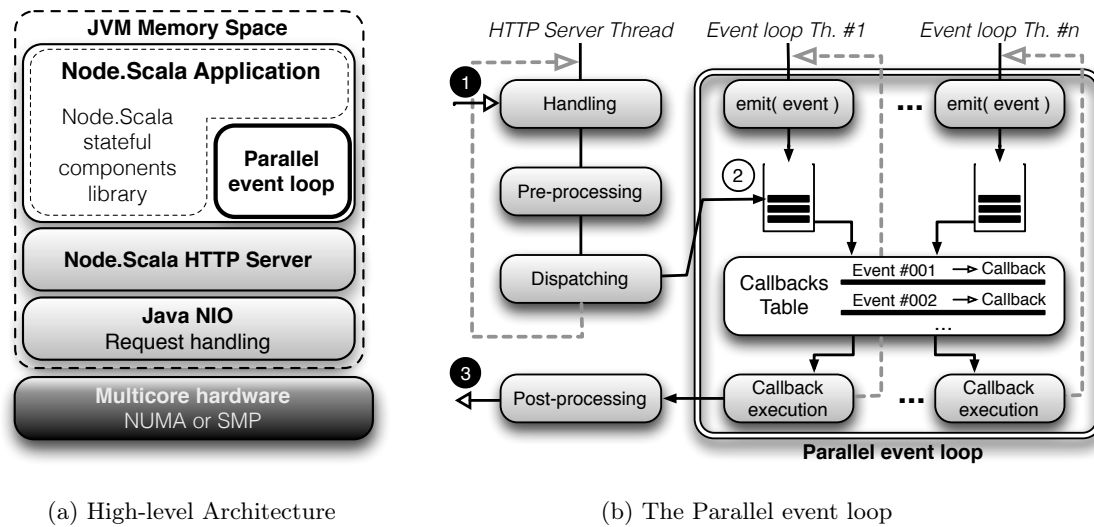 JVM Memory Space
Node.Scala Application
Node.Scala
stateful
components
library
Parallel
event loop
Node.Scala HTTP Server
Java NIO
Request handling
Multicore hardware
NUMA or SMP
(a) High-level Architecture
HTTP Server Thread
Event loop Th. #1
Event loop Th. #n
1
Handling
emit( event )
...
emit( event )
2
Pre-processing
Dispatching
Callbacks
Table
Event #001
Callback
Event #002
Callback
...
3
Post-processing
Callback
execution
...
Callback
execution
Parallel event loop
(b) The Parallel event loop